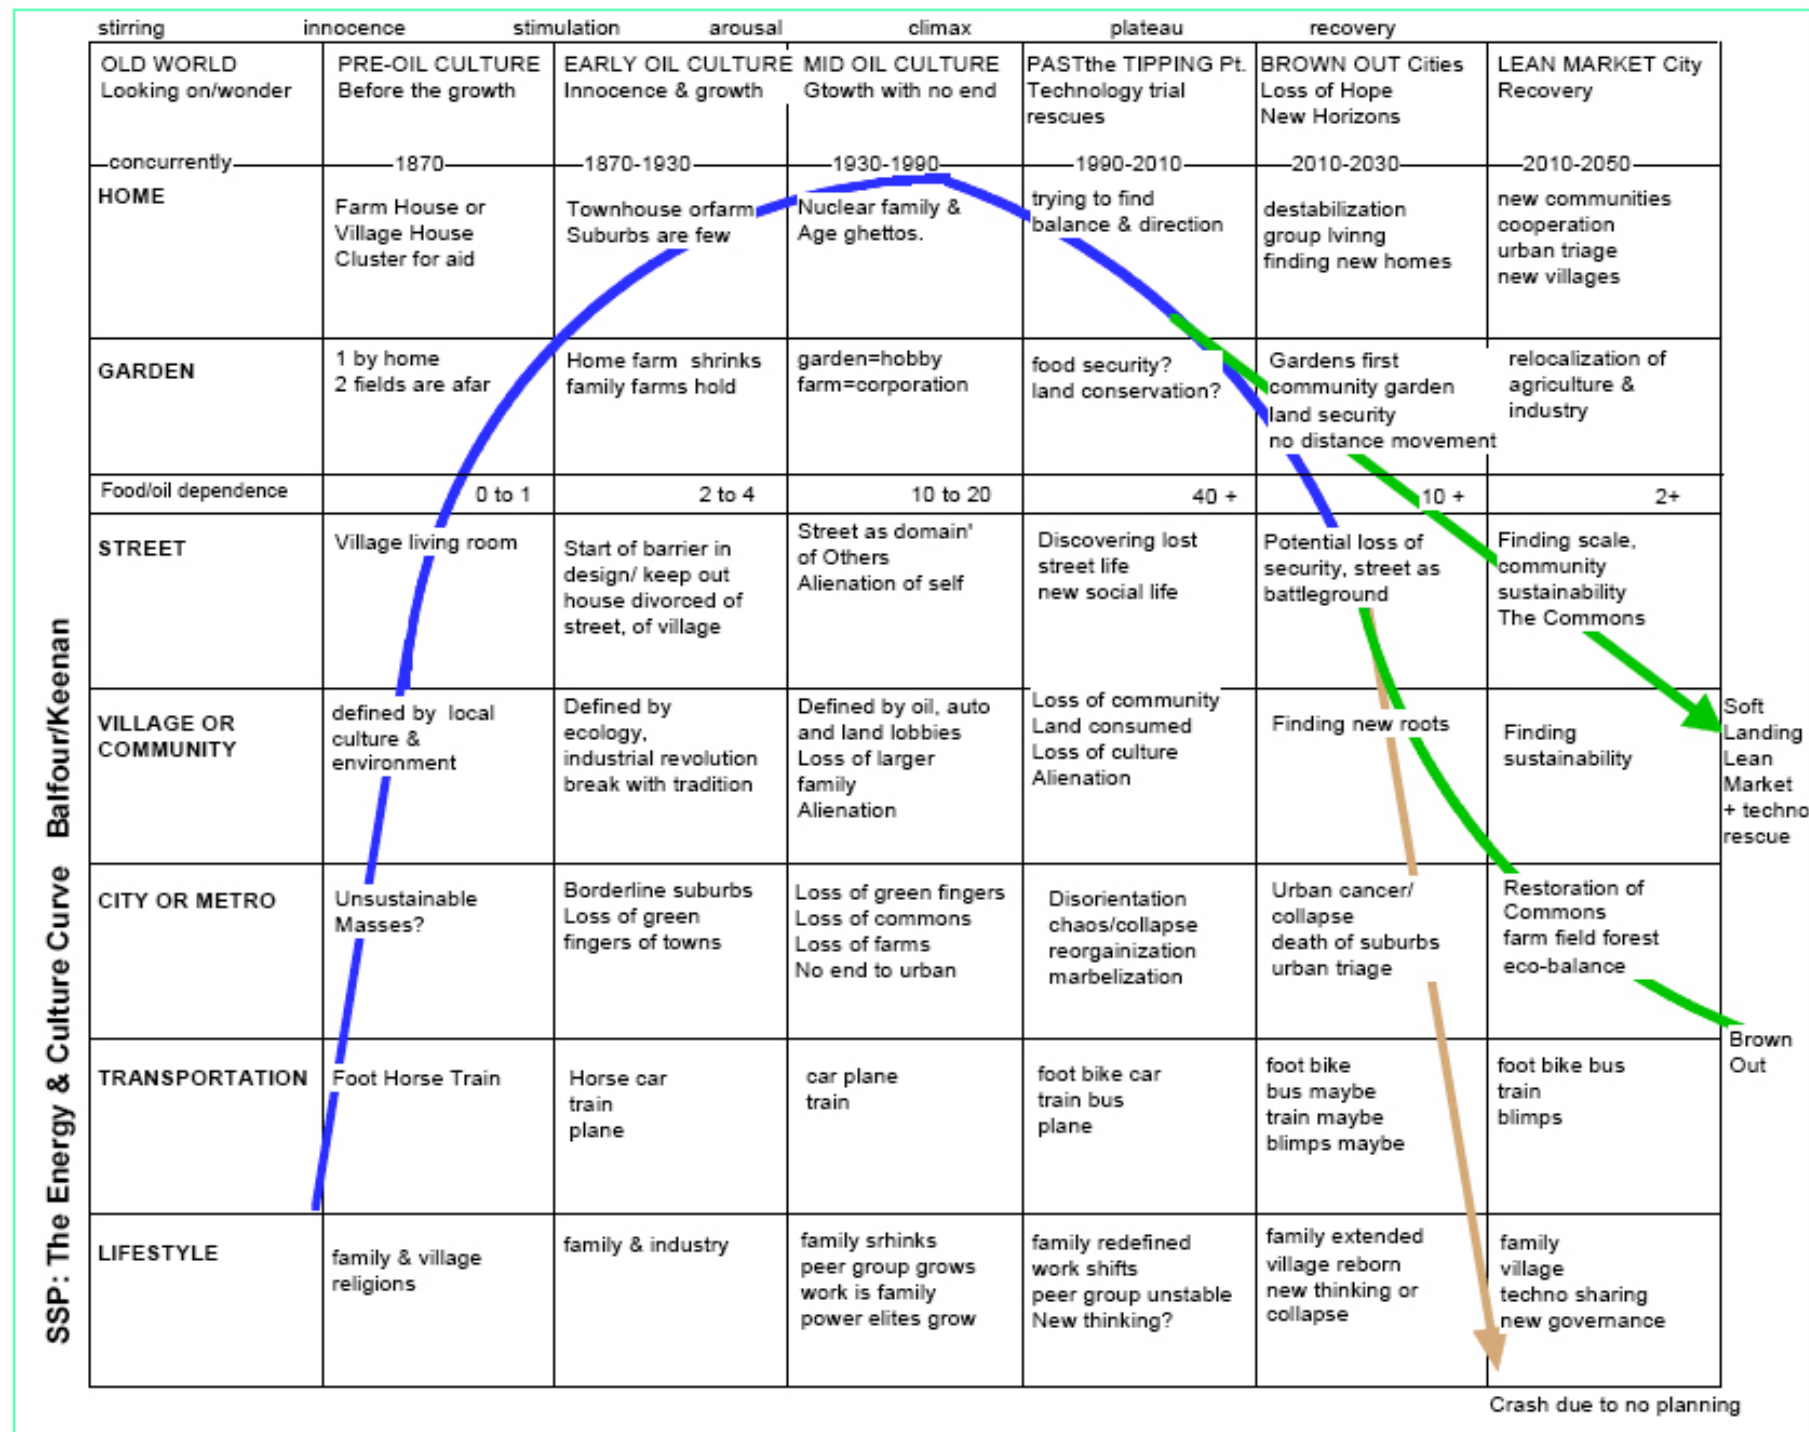 stirring innocence stimulation arousal climax plateau recovery
OLD WORLD
Looking on/wonder
PRE-OIL CULTURE
Before the growth
EARLY OIL CULTURE
Innocence & growth
MID OIL CULTURE
Gtowth with no end
PASTthe TIPPING Pt.
Technology trial
rescues
BROWN OUT Cities
Loss of Hope
New Horizons
LEAN MARKET City
Recovery
concurrently 1870 1870-1930 1930-1990 1990-2010 2010-2030 2010-2050
HOME
Farm House or
Village House
Cluster for aid
Townhouse orfarm
Suburbs are few
Nuclear family &
Age ghettos.
trying to find
balance & direction
destabilization
group lvinng
finding new homes
new communities
cooperation
urban triage
new villages
GARDEN
1 by home
2 fields are afar
Home farm shrinks
family farms hold
garden=hobby
farm=corporation
food security?
land conservation?
Gardens first
community garden
land security
no distance movement
relocalization of
agriculture &
industry
Food/oil dependence 0 to 1 2 to 4 10 to 20 40 + 10 + 2+
STREET
Village living room
Start of barrier in
design/ keep out
house divorced of
street, of village
Street as domain'
of Others
Alienation of self
Discovering lost
street life
new social life
Potential loss of
security, street as
battleground
Finding scale,
community
sustainability
The Commons
VILLAGE OR
COMMUNITY
defined by local
culture &
environment
Defined by
ecology,
industrial revolution
break with tradition
Defined by oil, auto
and land lobbies
Loss of larger
family
Alienation
Loss of community
Land consumed
Loss of culture
Alienation
Finding new roots
Finding
sustainability
Soft
Landing
Lean
Market
+ techno
rescue
CITY OR METRO
Unsustainable
Masses?
Borderline suburbs
Loss of green
fingers of towns
Loss of green fingers
Loss of commons
Loss of farms
No end to urban
Disorientation
chaos/collapse
reorgainization
marbelization
Urban cancer/
collapse
death of suburbs
urban triage
Restoration of
Commons
farm field forest
eco-balance
Brown
Out
TRANSPORTATION
Foot Horse Train
Horse car
train
plane
car plane
train
foot bike car
train bus
plane
foot bike
bus maybe
train maybe
blimps maybe
foot bike bus
train
blimps
LIFESTYLE
family & village
religions
family & industry
family srhinks
peer group grows
work is family
power elites grow
family redefined
work shifts
peer group unstable
New thinking?
family extended
village reborn
new thinking or
collapse
family
village
techno sharing
new governance
Crash due to no planning
SSP: The Energy & Culture Curve Balfour/Keenan